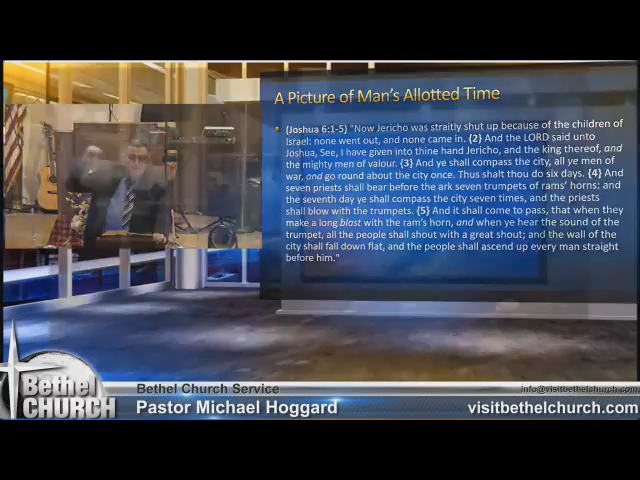 A Picture of Man's Allotted Time
(Joshua 6:1-5) "Now Jericho was straitly shut up because of the children of
Israel: none went out, and none came in. {2} And the LORD said unto
Joshua, See, I have given into thine hand Jericho, and the king thereof, and
the mighty men of valour. {3} And ye shall compass the city, all ye men of
war, and go round about the city once. Thus shalt thou do six days. {4} And
seven priests shall bear before the ark seven trumpets of rams' horns: and
the seventh day ye shall compass the city seven times, and the priests
shall blow with the trumpets. {5} And it shall come to pass, that when they
make a long blast with the ram's horn, and when ye hear the sound of the
trumpet, all the people shall shout with a great shout; and the wall of the
city shall fall down flat, and the people shall ascend up every man straight
before him."
Bethel
CHURCH
Bethel Church Service
info@visitbethelchurch.com
Pastor Michael Hoggard
visitbethelchurch.com